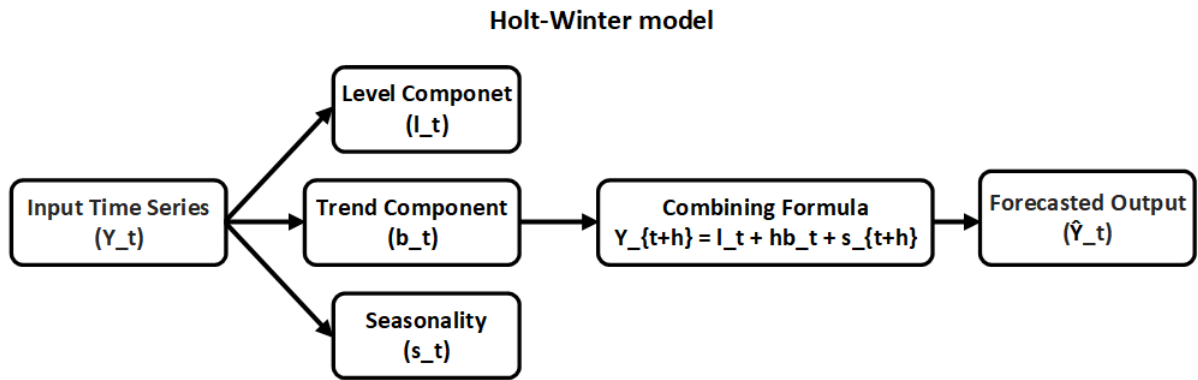 Holt-Winter model
Level Componet
(l_t)
Input Time Series
(Y_t)
Trend Component
(b_t)
Combining Formula
Y_{t+h} = l_t + hb_t + s_{t+h}
Forecasted Output
(Ŷ_t)
Seasonality
(s_t)